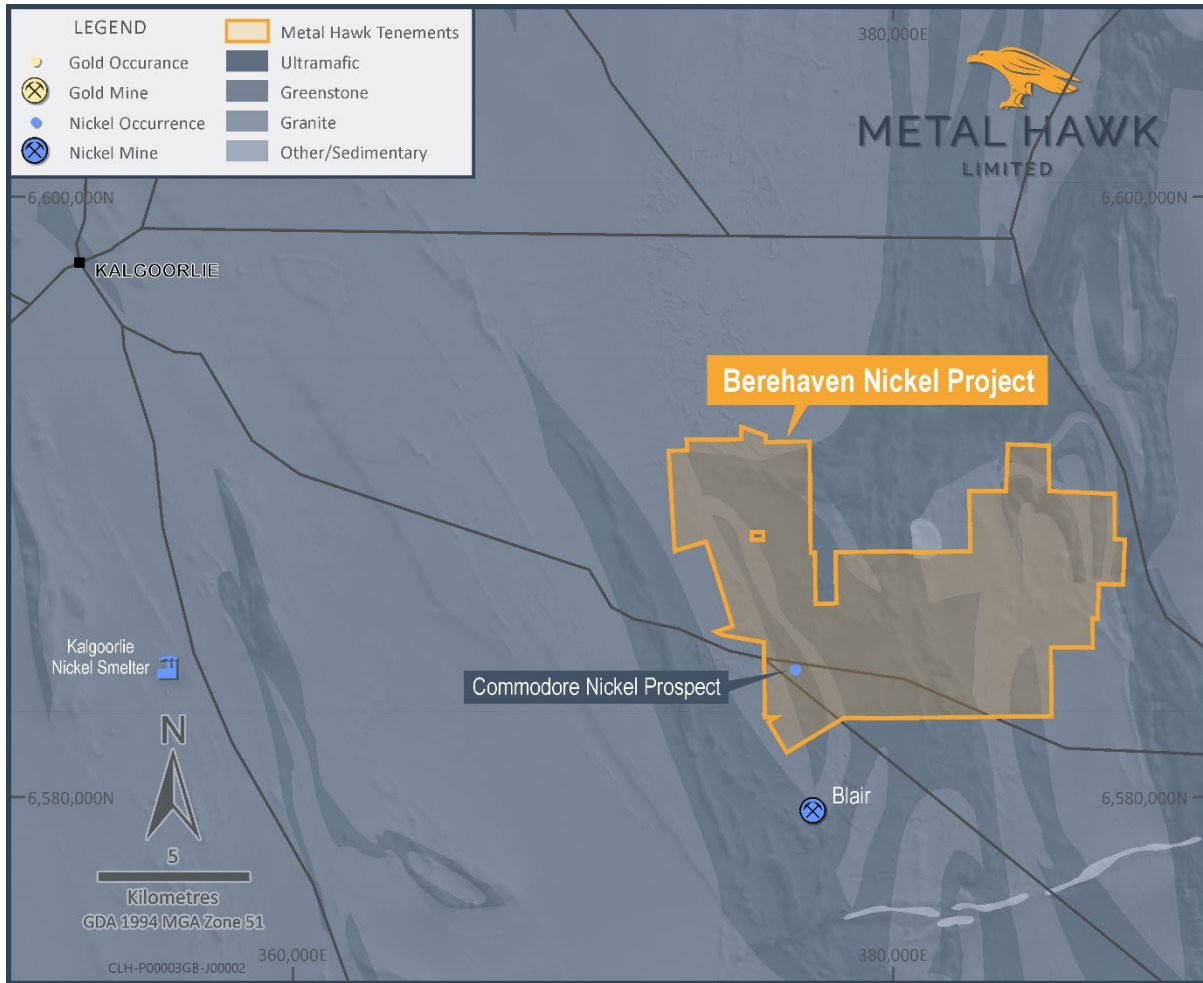 LEGEND
Gold Occurance
Gold Mine
Nickel Occurrence
Nickel Mine
Metal Hawk Tenements
Ultramafic
Greenstone
Granite
Other/Sedimentary
380,000E
METAL HAWK
LIMITED
6,600,000N
6,600,000N
KALGOORLIE
Berehaven Nickel Project
Kalgoorlie
Nickel Smelter
Commodore Nickel Prospect
N
6,580,000N
Blair
6,580,000N
5
Kilometres
GDA 1994 MGA Zone 51
360,000E
380,000E
CLH-P00003GB-J00002